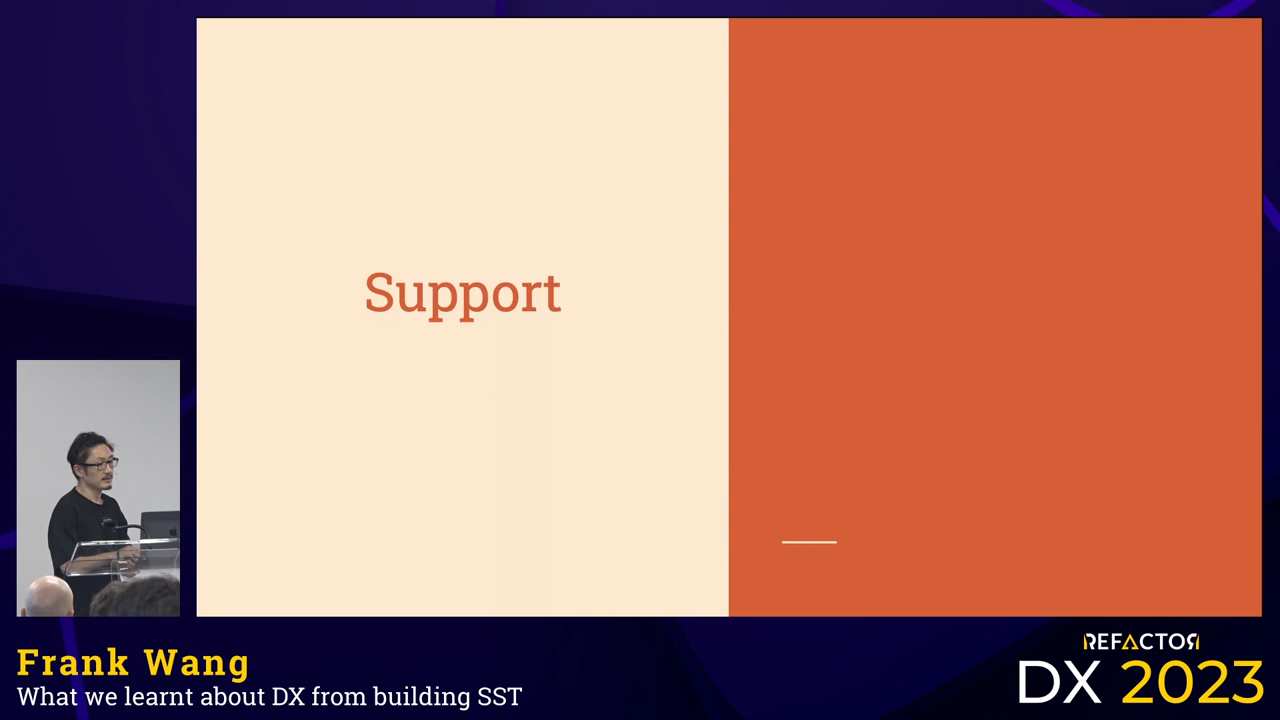 Support
Frank Wang
What we learnt about DX from building SST
REFACTOR
DX 2023